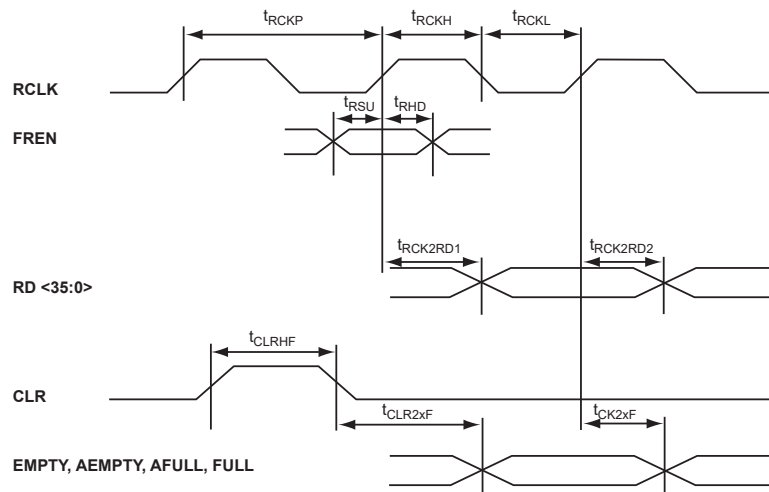 tRCKP tRCKH tRCKL
RCLK
tRSU tRHD
FREN
tRCK2RD1 tRCK2RD2
RD <35:0>
tCLRHF
CLR
tCLR2xF tCK2xF
EMPTY, AEMPTY, AFULL, FULL